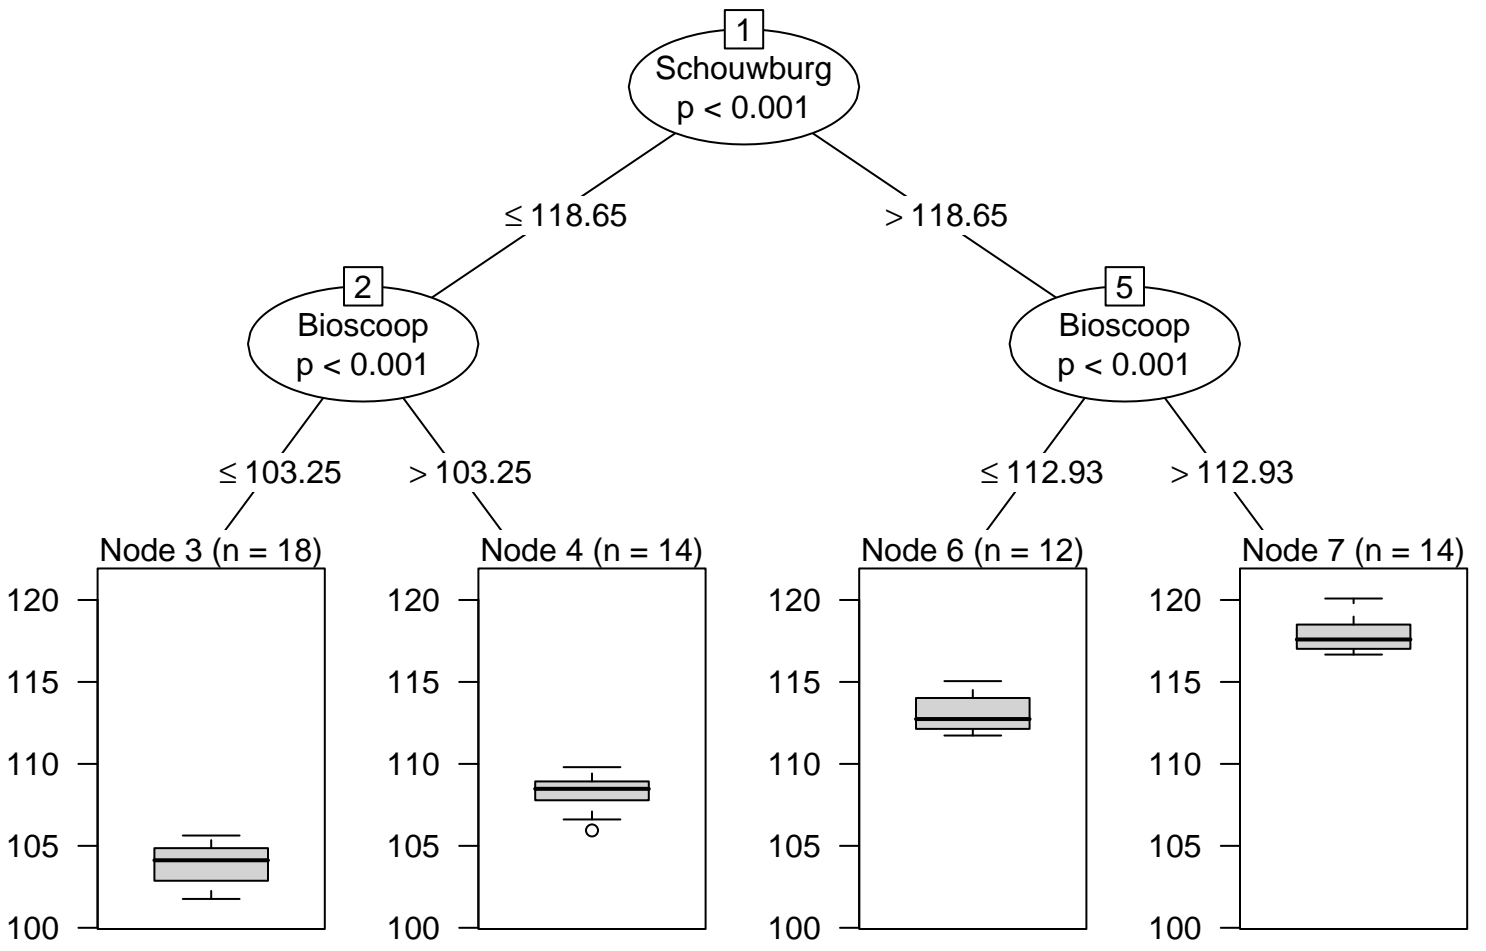 1
Schouwburg
p < 0.001
≤ 118.65
> 118.65
2
Bioscoop
p < 0.001
5
Bioscoop
p < 0.001
≤ 103.25
> 103.25
≤ 112.93
> 112.93
Node 3 (n = 18)
120
115
110
105
100
Node 4 (n = 14)
120
115
110
105
100
Node 6 (n = 12)
120
115
110
105
100
Node 7 (n = 14)
120
115
110
105
100